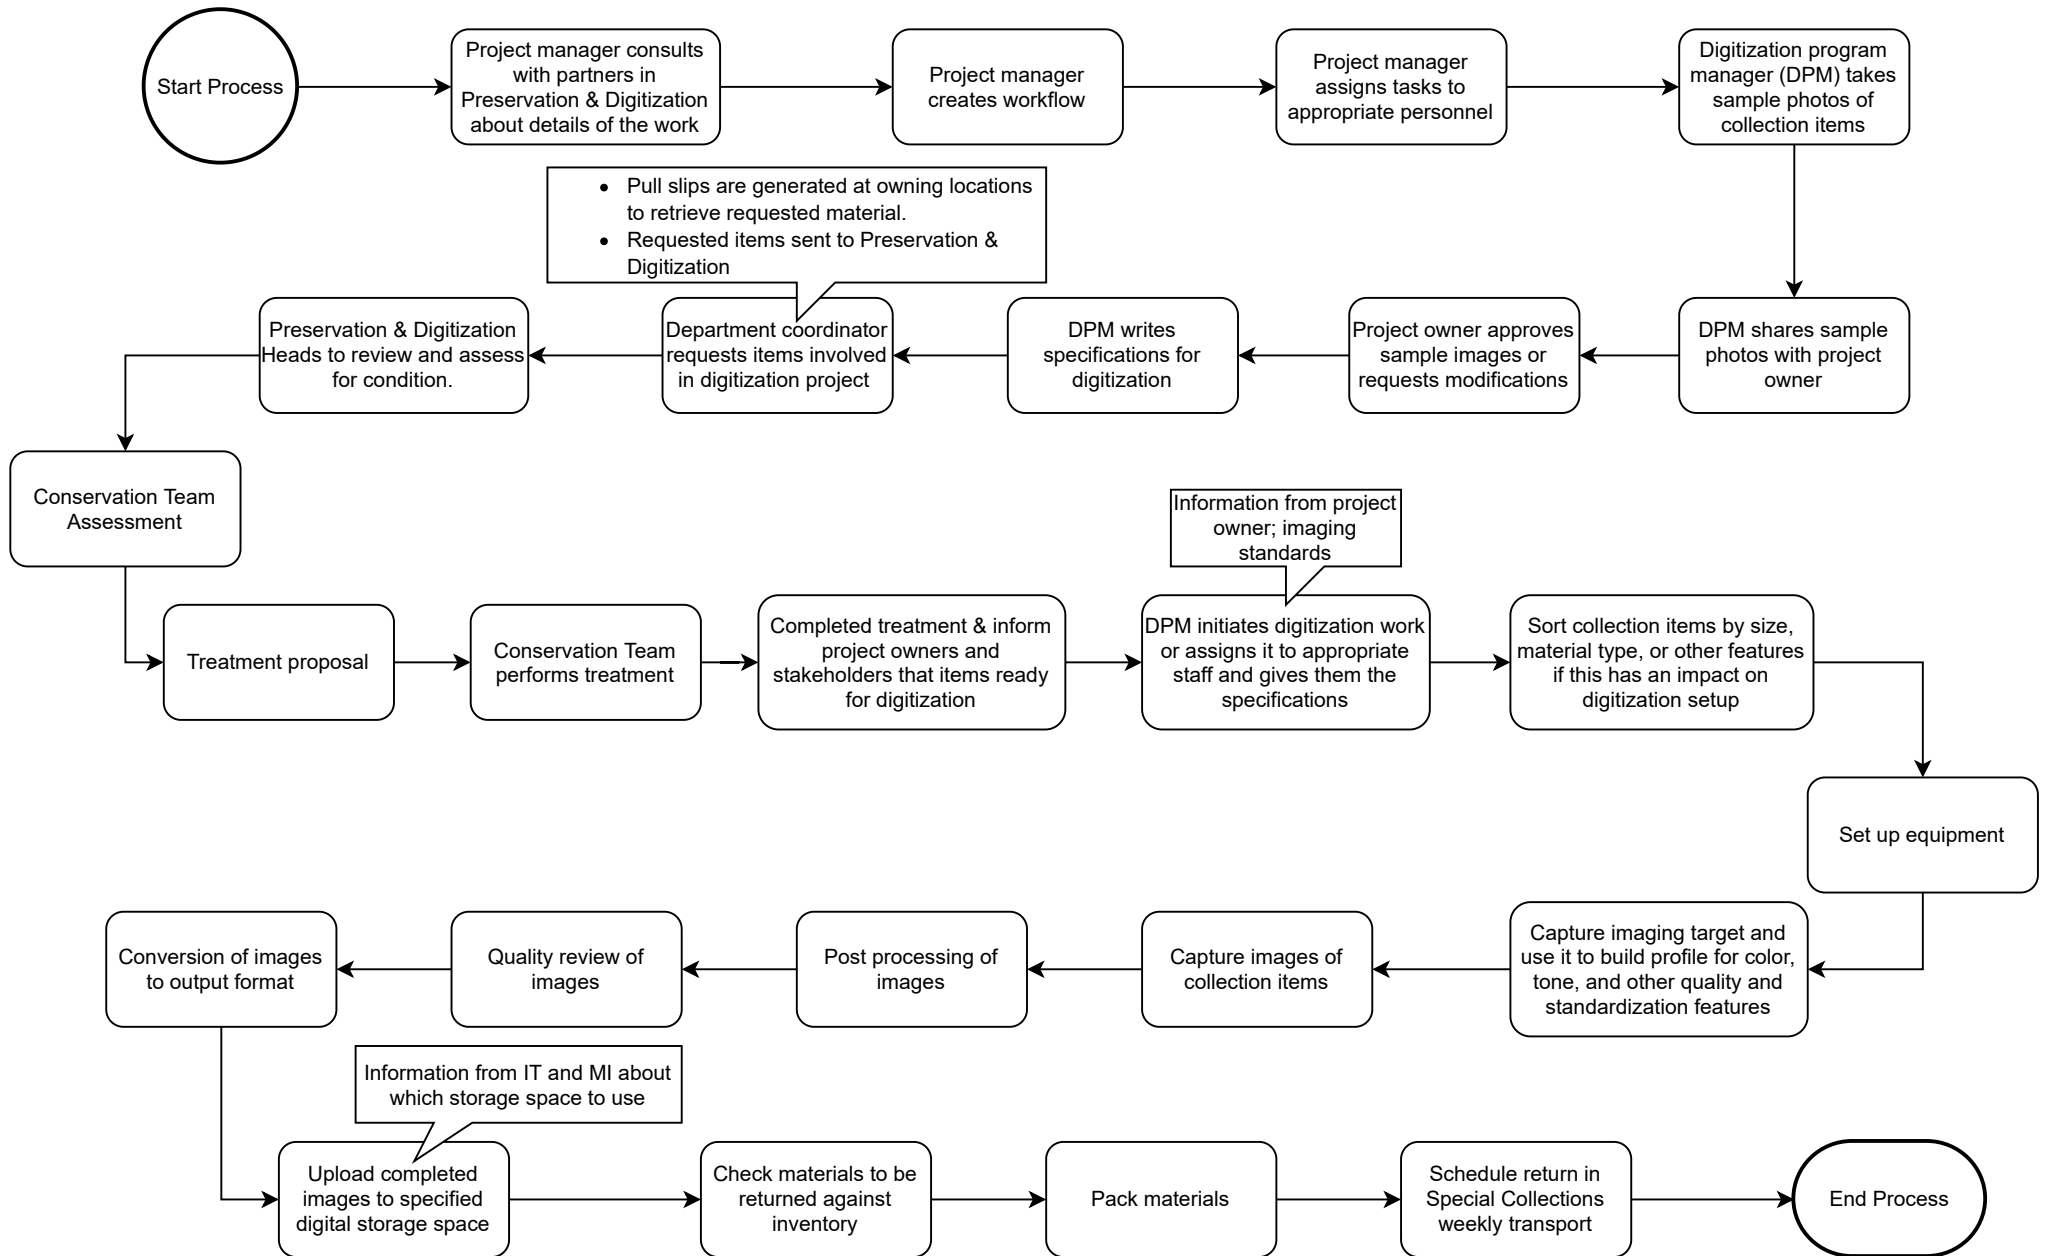 Start Process
Project manager consults
with partners in
Preservation & Digitization
about details of the work
Project manager
creates workflow
Project manager
assigns tasks to
appropriate personnel
Digitization program
manager (DPM) takes
sample photos of
collection items
DPM shares sample
photos with project
owner
Project owner approves
sample images or
requests modifications
DPM writes
specifications for
digitization
• Pull slips are generated at owning locations
to retrieve requested material.
• Requested items sent to Preservation &
Digitization
Department coordinator
requests items involved
in digitization project
Preservation & Digitization
Heads to review and assess
for condition.
Conservation Team
Assessment
Treatment proposal
Conservation Team
performs treatment
Completed treatment & inform
project owners and
stakeholders that items ready
for digitization
Information from project
owner; imaging
standards
DPM initiates digitization work
or assigns it to appropriate
staff and gives them the
specifications
Sort collection items by size,
material type, or other features
if this has an impact on
digitization setup
Set up equipment
Capture imaging target and
use it to build profile for color,
tone, and other quality and
standardization features
Capture images of
collection items
Post processing of
images
Quality review of
images
Conversion of images
to output format
Information from IT and MI about
which storage space to use
Upload completed
images to specified
digital storage space
Check materials to be
returned against
inventory
Pack materials
Schedule return in
Special Collections
weekly transport
End Process